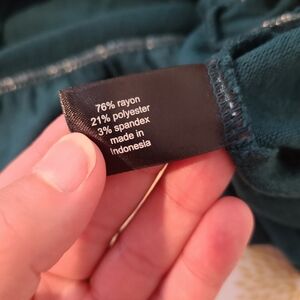 76% rayon
21% polyester
3% spandex
made in
Indonesia